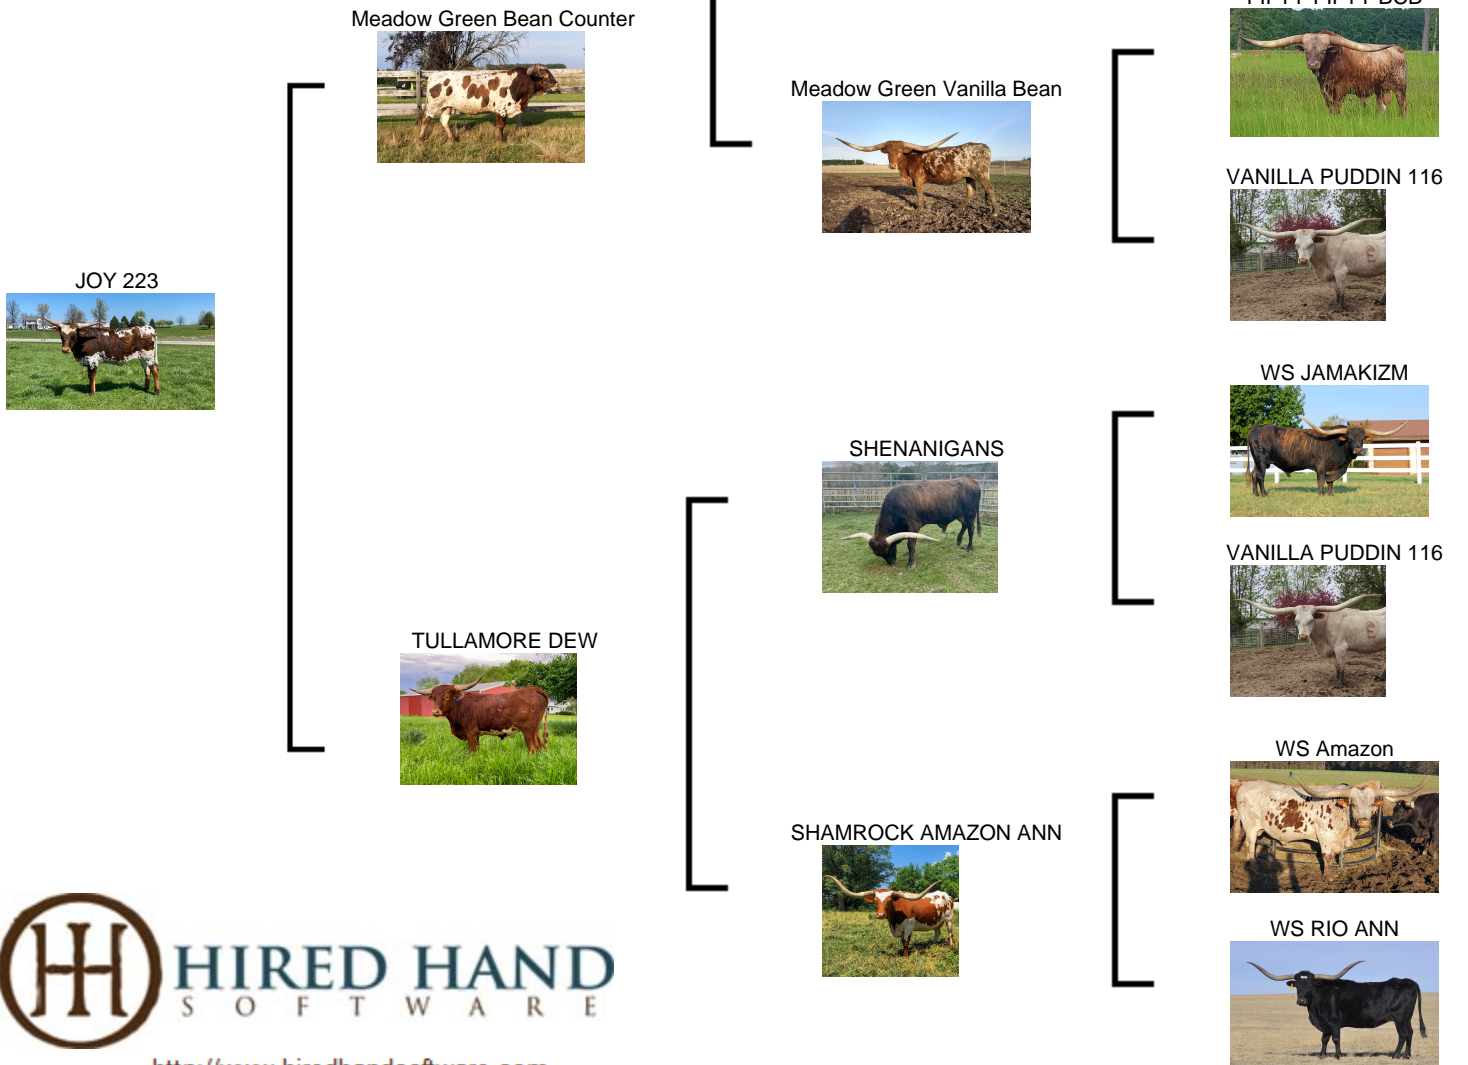 Meadow Green Bean Counter
Meadow Green Vanilla Bean
VANILLA PUDDIN 116
JOY 223
WS JAMAKIZM
SHENANIGANS
VANILLA PUDDIN 116
TULLAMORE DEW
WS Amazon
SHAMROCK AMAZON ANN
WS RIO ANN
HIRED HAND
SOFTWARE